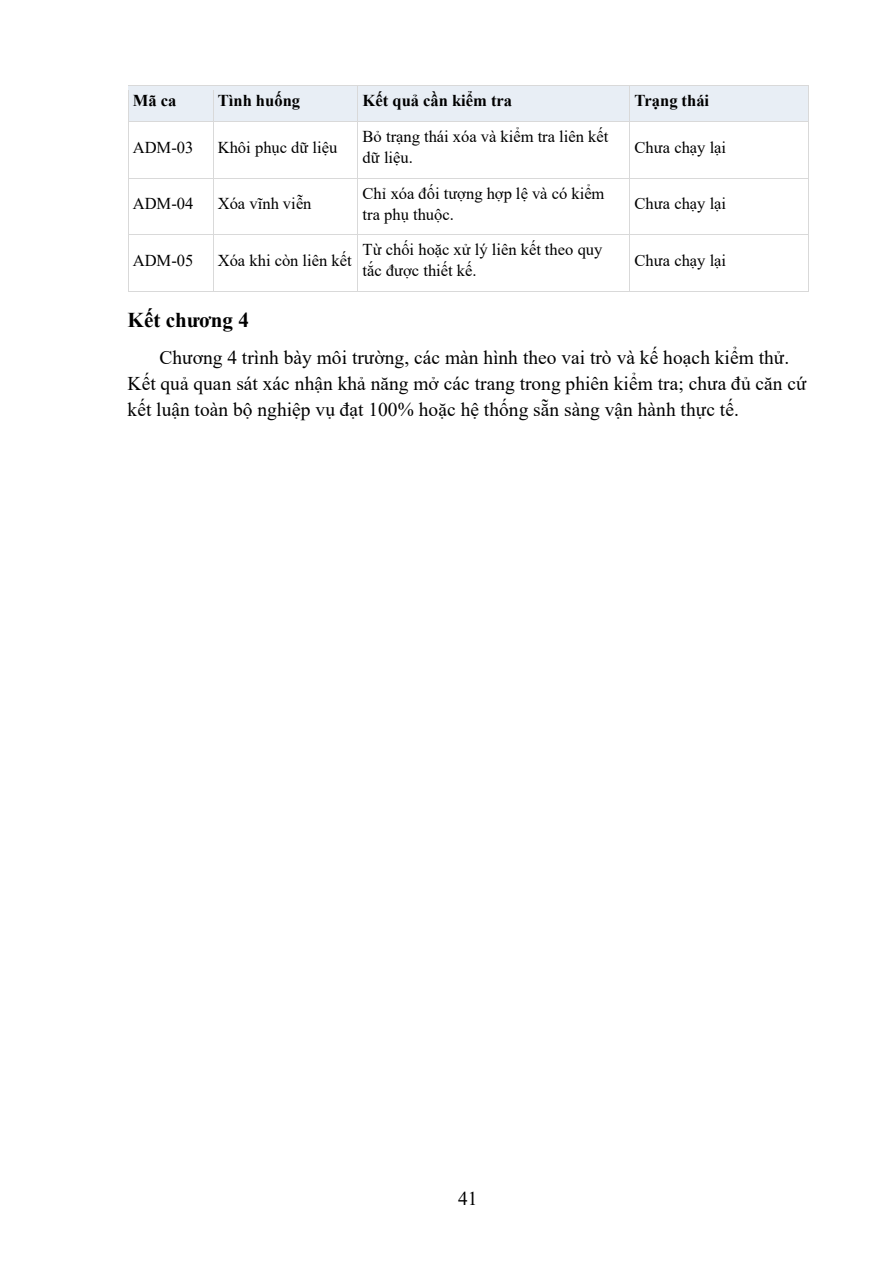 Mã ca Tình huống Kết quả cần kiểm tra Trạng thái
ADM-03 Khôi phục dữ liệu Bỏ trạng thái xóa và kiểm tra liên kết
dữ liệu. Chưa chạy lại
ADM-04 Xóa vĩnh viễn Chỉ xóa đối tượng hợp lệ và có kiểm
tra phụ thuộc. Chưa chạy lại
ADM-05 Xóa khi còn liên kết Từ chối hoặc xử lý liên kết theo quy
tắc được thiết kế. Chưa chạy lại
Kết chương 4
Chương 4 trình bày môi trường, các màn hình theo vai trò và kế hoạch kiểm thử.
Kết quả quan sát xác nhận khả năng mở các trang trong phiên kiểm tra; chưa đủ căn cứ
kết luận toàn bộ nghiệp vụ đạt 100% hoặc hệ thống sẵn sàng vận hành thực tế.
41